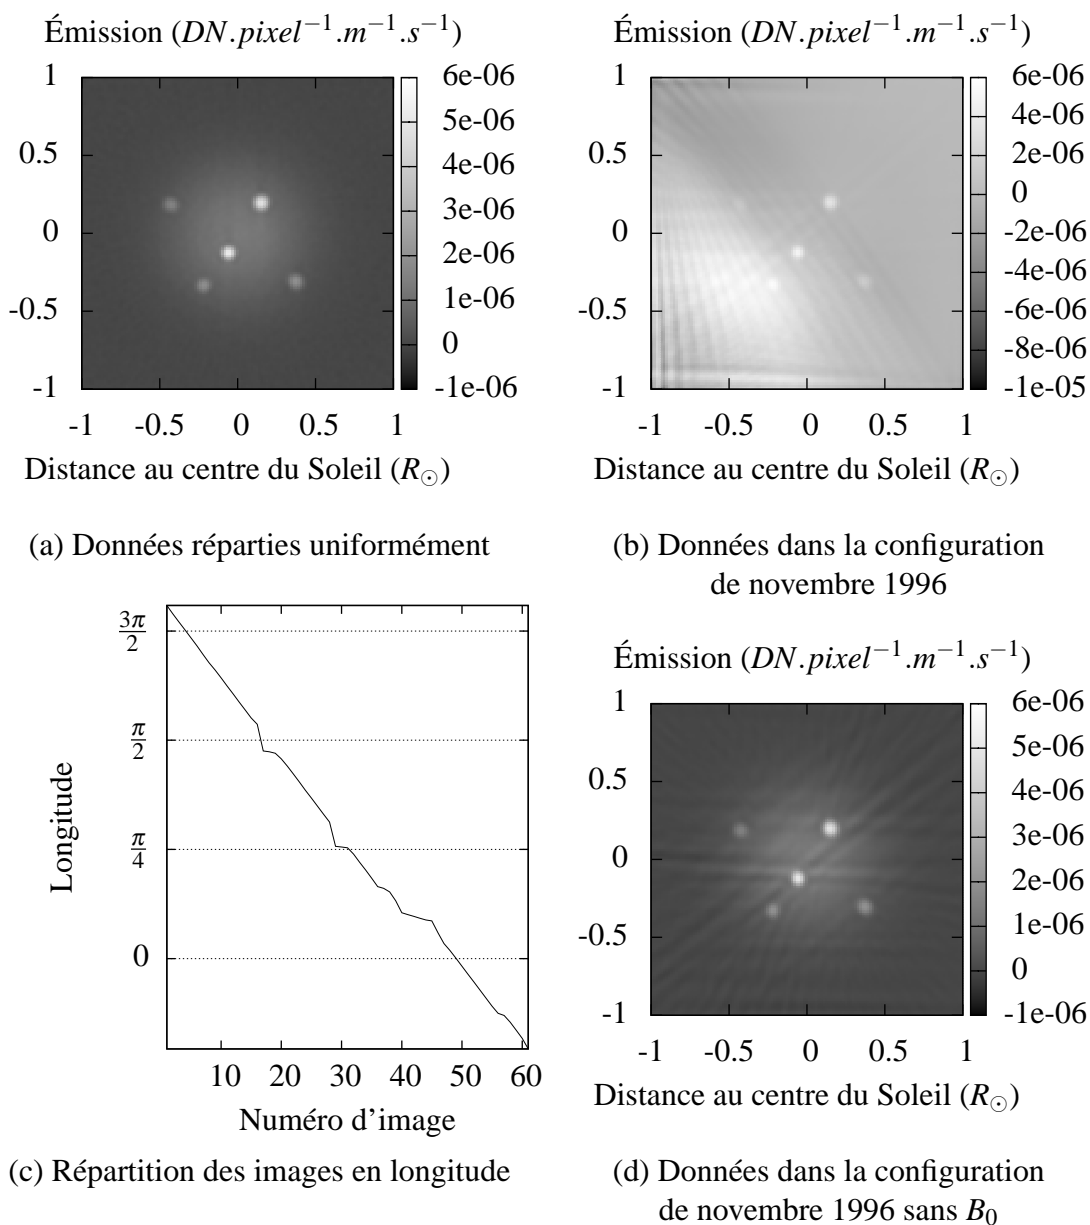 Émission (DN.pixel⁻¹.m⁻¹.s⁻¹)
1
0.5
0
-0.5
-1
-1 -0.5 0 0.5 1
6e-06
5e-06
4e-06
3e-06
2e-06
1e-06
0
-1e-06
Distance au centre du Soleil (R☉)
(a) Données réparties uniformément
Émission (DN.pixel⁻¹.m⁻¹.s⁻¹)
1
0.5
0
-0.5
-1
-1 -0.5 0 0.5 1
6e-06
4e-06
2e-06
0
-2e-06
-4e-06
-6e-06
-8e-06
-1e-05
Distance au centre du Soleil (R☉)
(b) Données dans la configuration
de novembre 1996
Longitude
3π/2
π/2
π/4
0
10 20 30 40 50 60
Numéro d'image
(c) Répartition des images en longitude
Émission (DN.pixel⁻¹.m⁻¹.s⁻¹)
1
0.5
0
-0.5
-1
-1 -0.5 0 0.5 1
6e-06
5e-06
4e-06
3e-06
2e-06
1e-06
0
-1e-06
Distance au centre du Soleil (R☉)
(d) Données dans la configuration
de novembre 1996 sans B₀